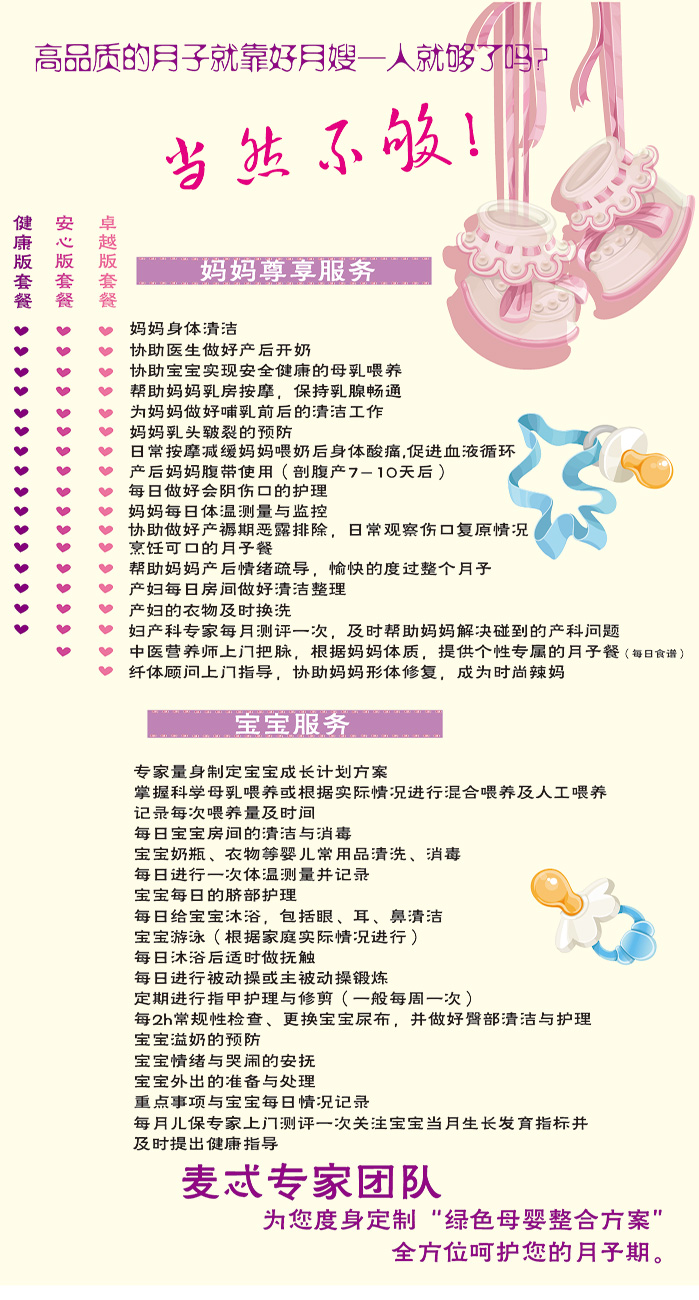 高品质的月子就靠好月嫂一人就够了吗?
当然不够!
健康版套餐
安心版套餐
卓越版套餐
妈妈尊享服务
妈妈身体清洁
协助医生做好产后开奶
协助宝宝实现安全健康的母乳喂养
帮助妈妈乳房按摩，保持乳腺畅通
为妈妈做好哺乳前后的清洁工作
妈妈乳头皲裂的预防
日常按摩减缓妈妈喂奶后身体酸痛,促进血液循环
产后妈妈腹带使用（剖腹产7－10天后）
每日做好会阴伤口的护理
妈妈每日体温测量与监控
协助做好产褥期恶露排除，日常观察伤口复原情况
烹饪可口的月子餐
帮助妈妈产后情绪疏导，愉快的度过整个月子
产妇每日房间做好清洁整理
产妇的衣物及时换洗
妇产科专家每月测评一次，及时帮助妈妈解决碰到的产科问题
中医营养师上门把脉，根据妈妈体质，提供个性专属的月子餐（每日食谱）
纤体顾问上门指导，协助妈妈形体修复，成为时尚辣妈
宝宝服务
专家量身制定宝宝成长计划方案
掌握科学母乳喂养或根据实际情况进行混合喂养及人工喂养
记录每次喂养量及时间
每日宝宝房间的清洁与消毒
宝宝奶瓶、衣物等婴儿常用品清洗、消毒
每日进行一次体温测量并记录
宝宝每日的脐部护理
每日给宝宝沐浴，包括眼、耳、鼻清洁
宝宝游泳（根据家庭实际情况进行）
每日沐浴后适时做抚触
每日进行被动操或主被动操锻炼
定期进行指甲护理与修剪（一般每周一次）
每2h常规性检查、更换宝宝尿布，并做好臀部清洁与护理
宝宝溢奶的预防
宝宝情绪与哭闹的安抚
宝宝外出的准备与处理
重点事项与宝宝每日情况记录
每月儿保专家上门测评一次关注宝宝当月生长发育指标并
及时提出健康指导
麦忒专家团队
为您度身定制“绿色母婴整合方案”
全方位呵护您的月子期。